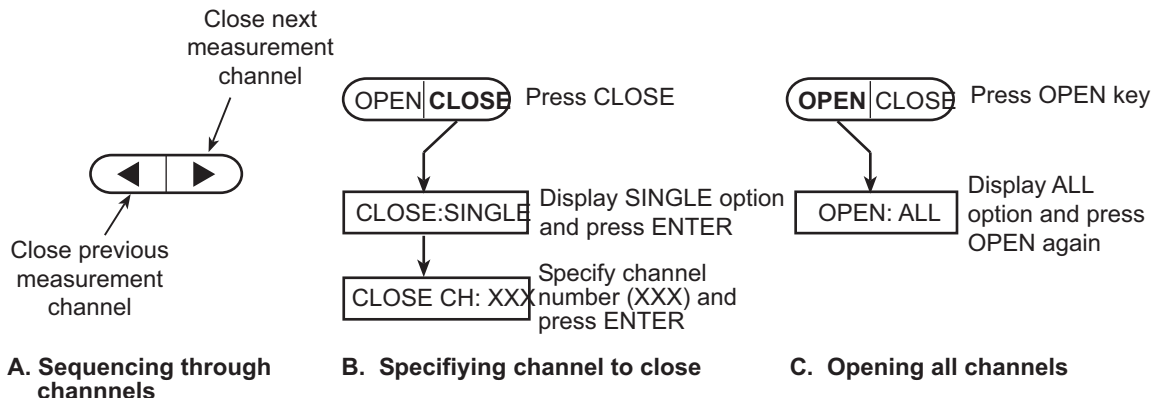 Close next
measurement
channel
Close previous
measurement
channel
A. Sequencing through
channnels
OPEN CLOSE
Press CLOSE
CLOSE:SINGLE
Display SINGLE option
and press ENTER
CLOSE CH: XXX
Specify channel
number (XXX) and
press ENTER
B. Specifiying channel to close
OPEN CLOSE
Press OPEN key
OPEN: ALL
Display ALL
option and press
OPEN again
C. Opening all channels